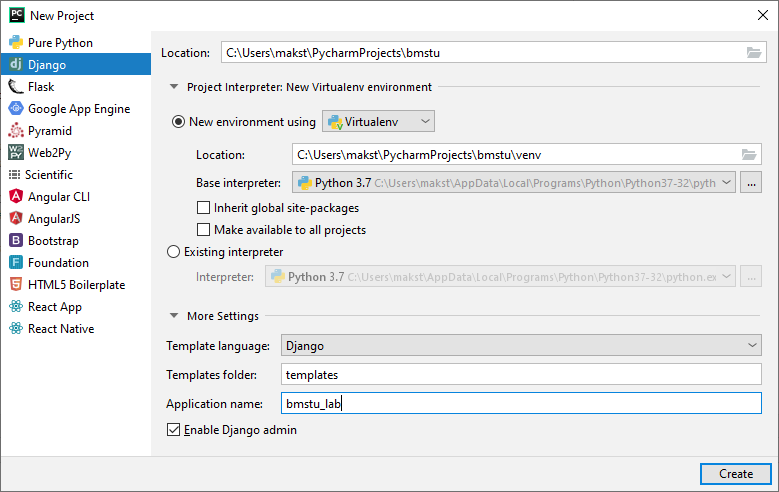 New Project
Pure Python
Django
Flask
Google App Engine
Pyramid
Web2Py
Scientific
Angular CLI
AngularJS
Bootstrap
Foundation
HTML5 Boilerplate
React App
React Native
Location: C:\Users\makst\PycharmProjects\bmstu
Project Interpreter: New Virtualenv environment
New environment using Virtualenv
Location: C:\Users\makst\PycharmProjects\bmstu\venv
Base interpreter: Python 3.7 C:\Users\makst\AppData\Local\Programs\Python\Python37-32\pyth ...
Inherit global site-packages
Make available to all projects
Existing interpreter
Interpreter: Python 3.7 C:\Users\makst\AppData\Local\Programs\Python\Python37-32\python.ex ...
More Settings
Template language: Django
Templates folder: templates
Application name: bmstu_lab
Enable Django admin
Create